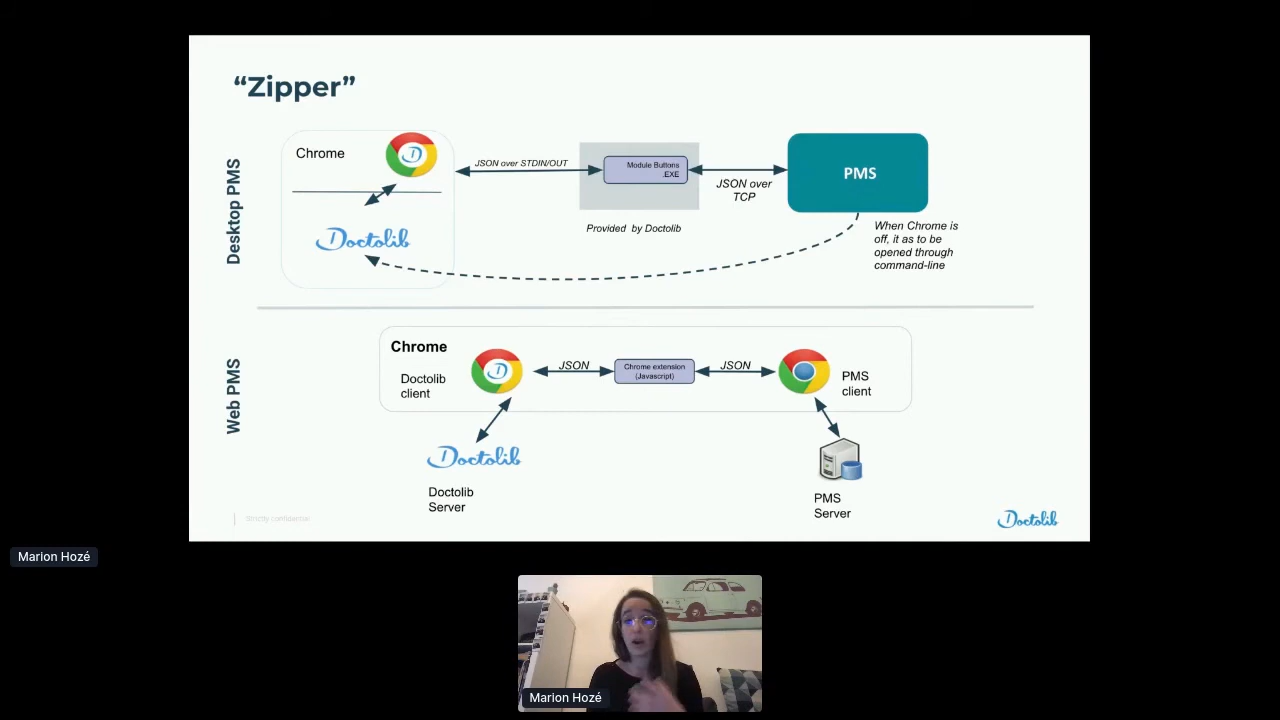 “Zipper”
Desktop PMS
Chrome
Doctolib
JSON over STDIN/OUT
Module Buttons
.EXE
Provided by Doctolib
JSON over
TCP
PMS
When Chrome is
off, it as to be
opened through
command-line
Web PMS
Chrome
Doctolib
client
JSON
Chrome extension
(Javascript)
JSON
PMS
client
Doctolib
Doctolib
Server
PMS
Server
Strictly confidential
Doctolib
Marion Hozé
Marion Hozé